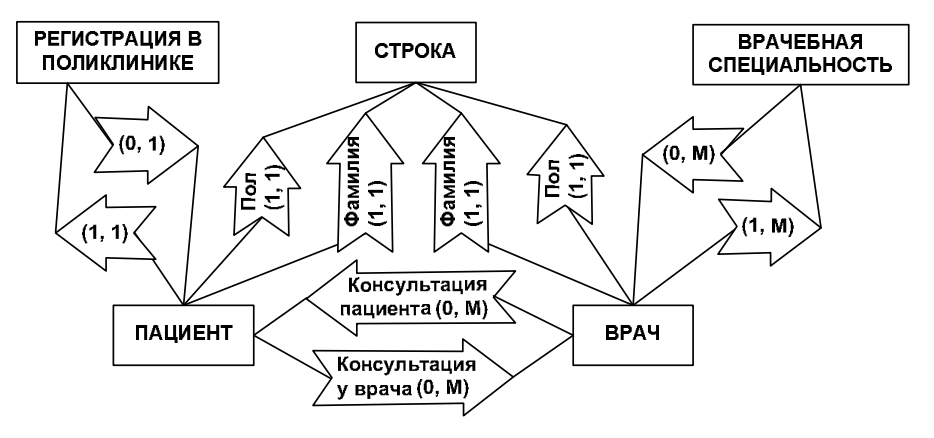 РЕГИСТРАЦИЯ В
ПОЛИКЛИНИКЕ
СТРОКА
ВРАЧЕБНАЯ
СПЕЦИАЛЬНОСТЬ
(0, 1)
(1, 1)
Пол
(1, 1)
Фамилия
(1, 1)
Фамилия
(1, 1)
Пол
(1, 1)
(0, М)
(1, М)
Консультация
пациента (0, М)
ПАЦИЕНТ
ВРАЧ
Консультация
у врача (0, М)